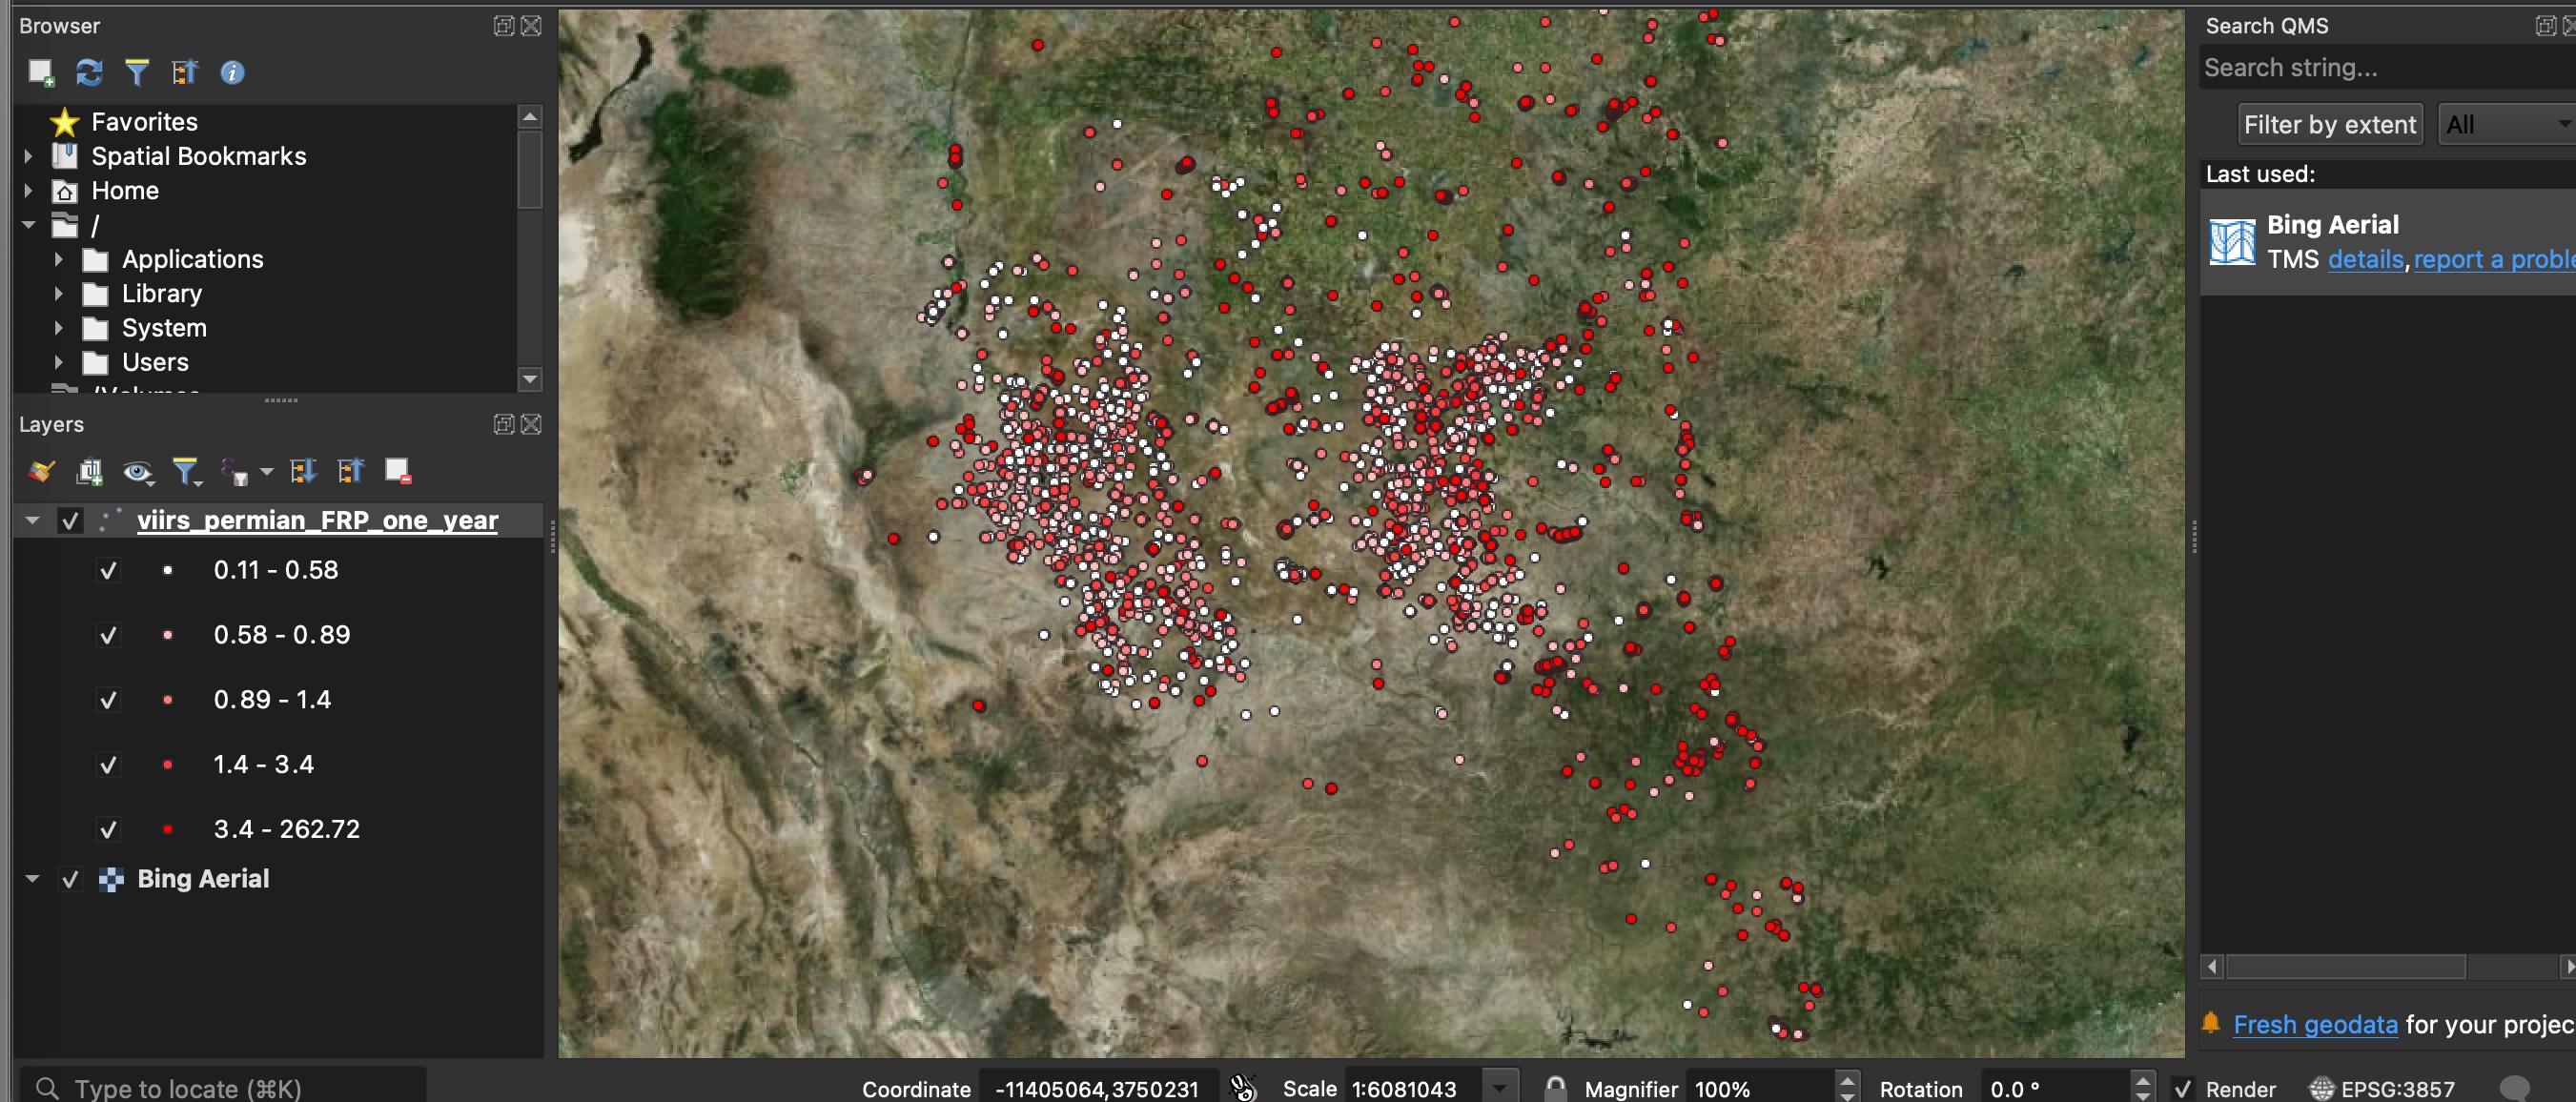 Browser
Favorites
Spatial Bookmarks
Home
/
Applications
Library
System
Users
Layers
viirs_permian_FRP_one_year
0.11 - 0.58
0.58 - 0.89
0.89 - 1.4
1.4 - 3.4
3.4 - 262.72
Bing Aerial
Type to locate (⌘K)
Coordinate -11405064,3750231 Scale 1:6081043 Magnifier 100% Rotation 0.0 ° Render EPSG:3857
Search QMS
Search string...
Filter by extent All
Last used:
Bing Aerial
TMS details, report a proble
Fresh geodata for your projec